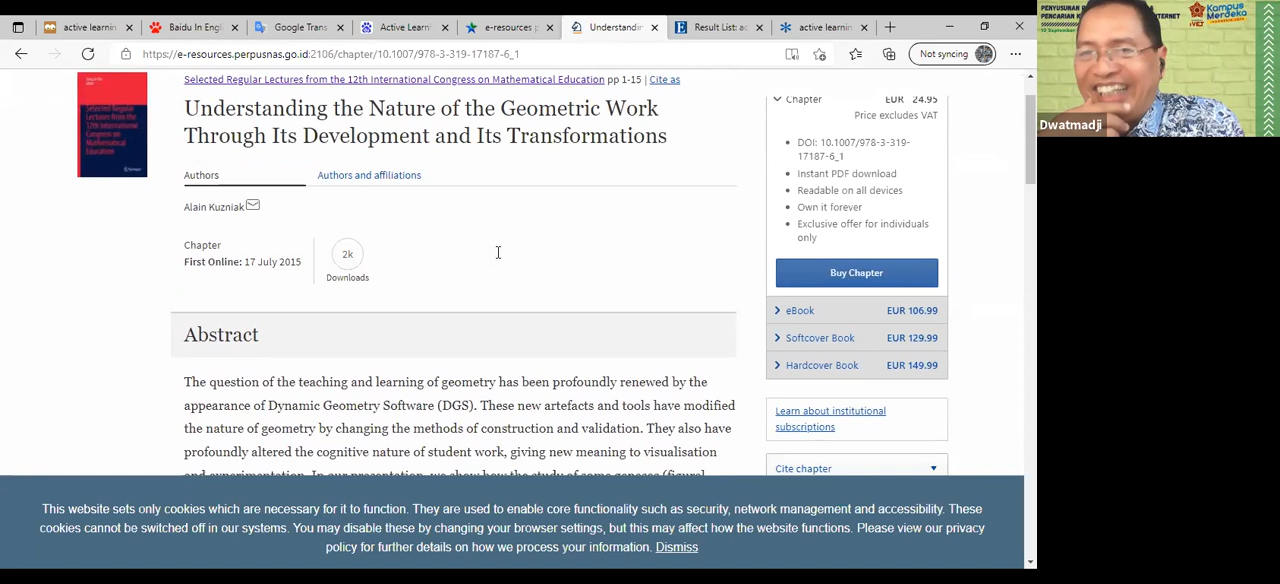 active learnin
Baidu In Engl
Google Trans
Active Learni
e-resources p
Understandin
Result List: ac
active learnin
https://e-resources.perpusnas.go.id:2106/chapter/10.1007/978-3-319-17187-6_1
Not syncing
Selected Regular Lectures from the 12th International Congress on Mathematical Education pp 1-15 | Cite as
Understanding the Nature of the Geometric Work
Through Its Development and Its Transformations
Authors
Authors and affiliations
Alain Kuzniak
Chapter
First Online: 17 July 2015
2k
Downloads
Abstract
The question of the teaching and learning of geometry has been profoundly renewed by the
appearance of Dynamic Geometry Software (DGS). These new artefacts and tools have modified
the nature of geometry by changing the methods of construction and validation. They also have
profoundly altered the cognitive nature of student work, giving new meaning to visualisation
Chapter EUR 24.95
Price excludes VAT
DOI: 10.1007/978-3-319-
17187-6_1
Instant PDF download
Readable on all devices
Own it forever
Exclusive offer for individuals
only
Buy Chapter
eBook EUR 106.99
Softcover Book EUR 129.99
Hardcover Book EUR 149.99
Learn about institutional
subscriptions
Cite chapter
This website sets only cookies which are necessary for it to function. They are used to enable core functionality such as security, network management and accessibility. These
cookies cannot be switched off in our systems. You may disable these by changing your browser settings, but this may affect how the website functions. Please view our privacy
policy for further details on how we process your information. Dismiss
PENYUSUNAN
Kampus
Merdeka
Dwatmadji